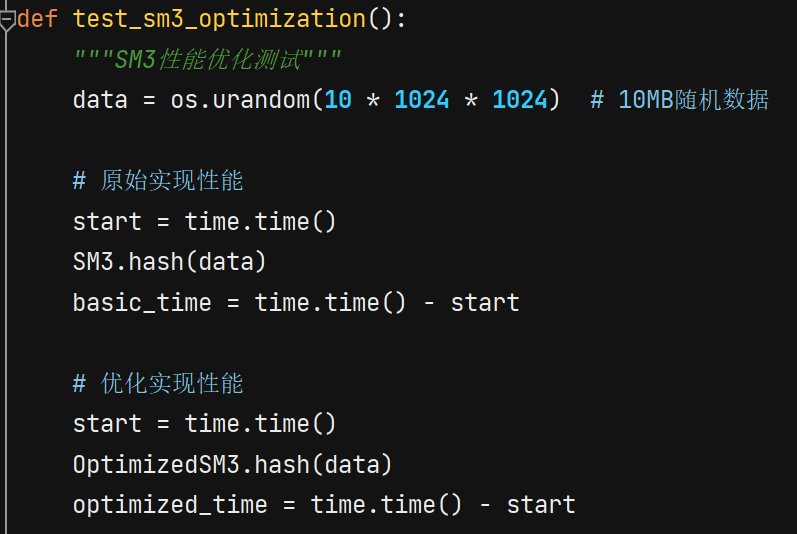 def test_sm3_optimization():
"""SM3性能优化测试"""
data = os.urandom(10 * 1024 * 1024)  # 10MB随机数据
# 原始实现性能
start = time.time()
SM3.hash(data)
basic_time = time.time() - start
# 优化实现性能
start = time.time()
OptimizedSM3.hash(data)
optimized_time = time.time() - start